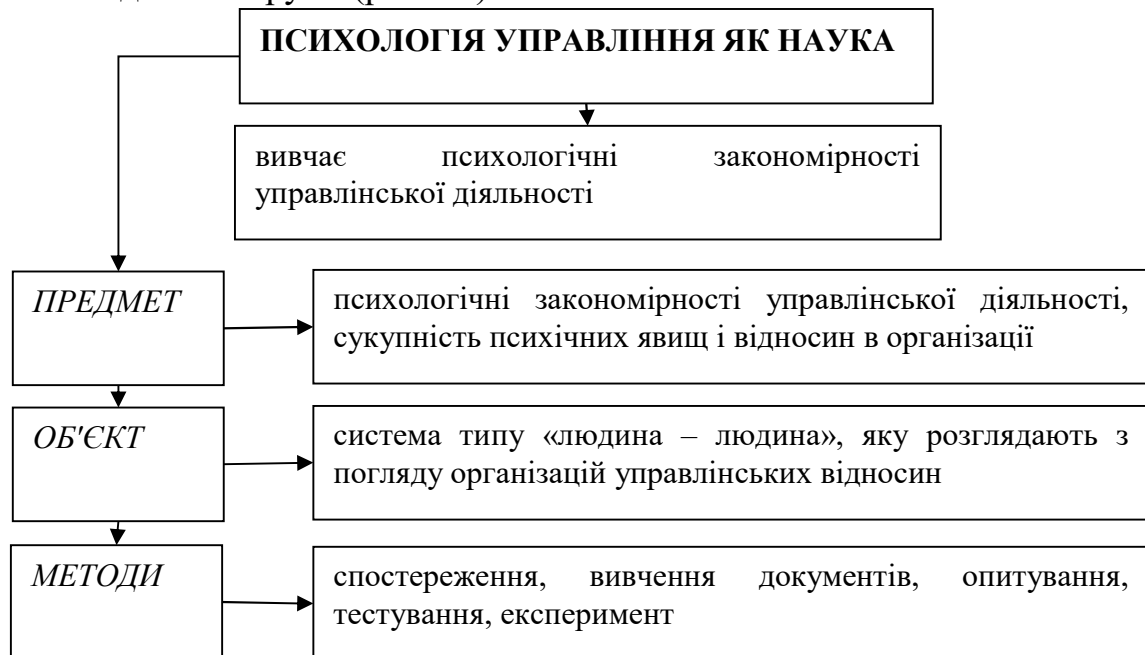 ПСИХОЛОГІЯ УПРАВЛІННЯ ЯК НАУКА
вивчає психологічні закономірності
управлінської діяльності
ПРЕДМЕТ
психологічні закономірності управлінської діяльності,
сукупність психічних явищ і відносин в організації
ОБ'ЄКТ
система типу «людина – людина», яку розглядають з
погляду організацій управлінських відносин
МЕТОДИ
спостереження, вивчення документів, опитування,
тестування, експеримент